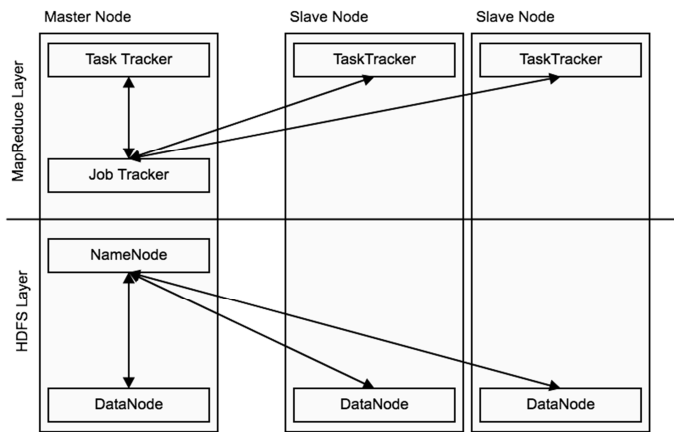 Master Node
Slave Node
Slave Node
MapReduce Layer
Task Tracker
TaskTracker
TaskTracker
Job Tracker
HDFS Layer
NameNode
DataNode
DataNode
DataNode